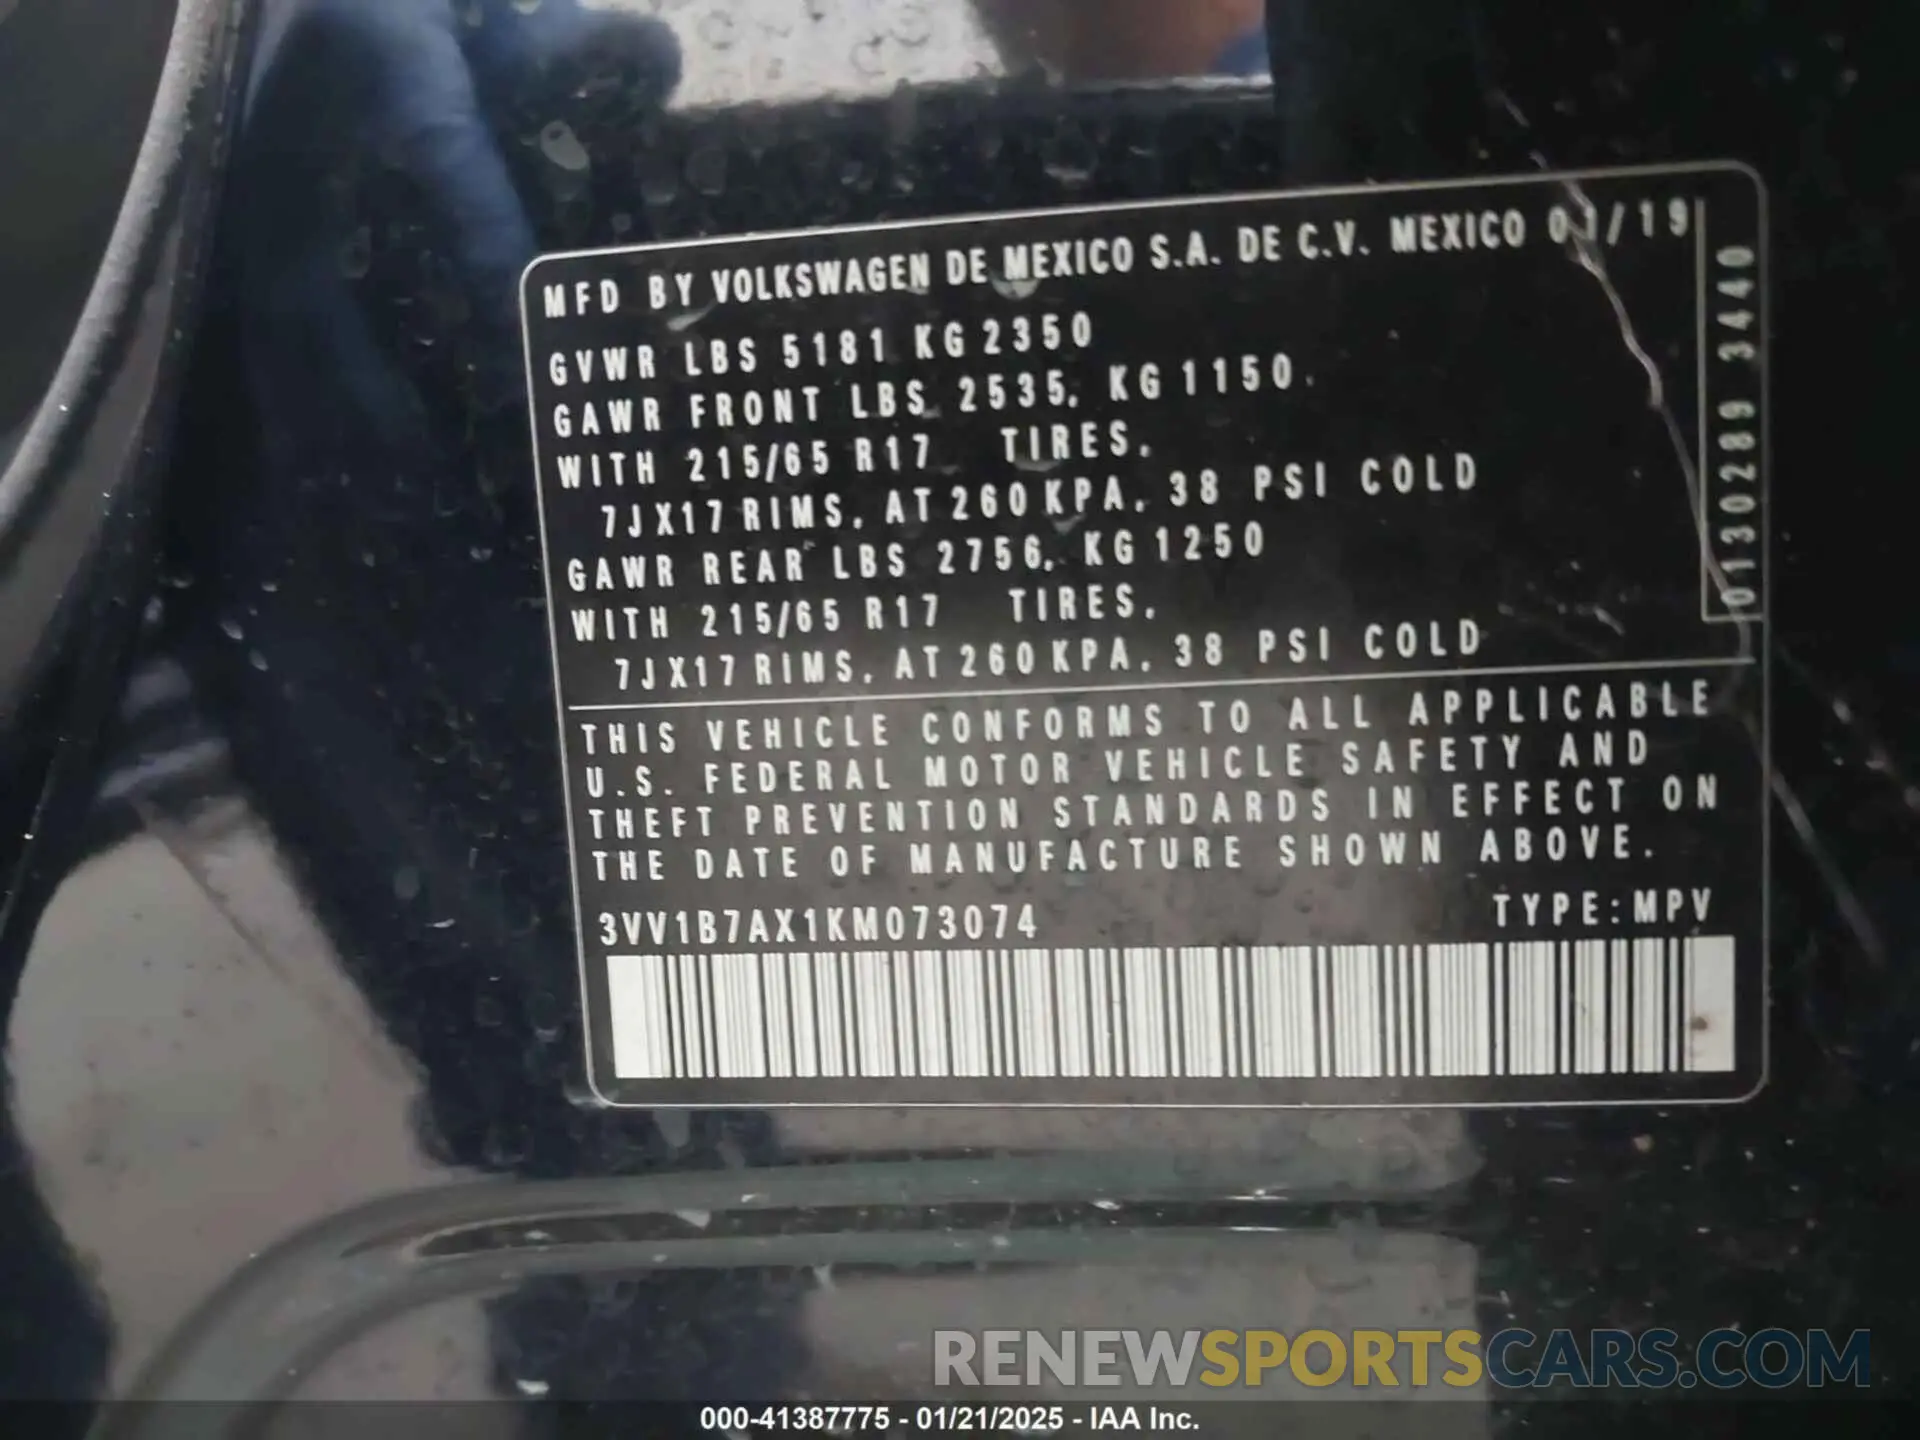 MFD BY VOLKSWAGEN DE MEXICO S.A. DE C.V. MEXICO 01/19
GVWR LBS 5181 KG 2350
GAWR FRONT LBS 2535, KG 1150.
WITH 215/65 R17 TIRES,
7JX17 RIMS, AT 260 KPA, 38 PSI COLD
GAWR REAR LBS 2756, KG 1250
WITH 215/65 R17 TIRES,
7JX17 RIMS, AT 260 KPA, 38 PSI COLD
0130289 3440
THIS VEHICLE CONFORMS TO ALL APPLICABLE
U.S. FEDERAL MOTOR VEHICLE SAFETY AND
THEFT PREVENTION STANDARDS IN EFFECT ON
THE DATE OF MANUFACTURE SHOWN ABOVE.
3VV1B7AX1KM073074 TYPE:MPV
RENEWSPORTSCARS.COM
000-41387775 - 01/21/2025 - IAA Inc.